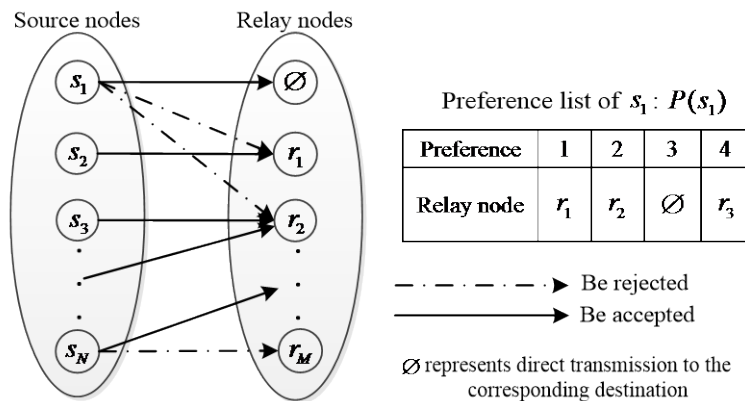 Source nodes
Relay nodes
s1
∅
s2
r1
s3
r2
sN
rM
Preference list of s1 : P(s1)
Preference 1 2 3 4
Relay node r1 r2 ∅ r3
Be rejected
Be accepted
∅ represents direct transmission to the
corresponding destination